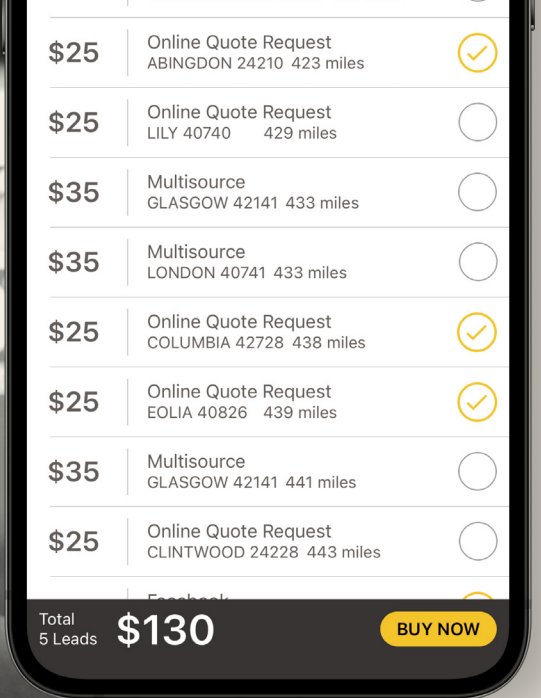 $25
Online Quote Request
ABINGDON 24210 423 miles
$25
Online Quote Request
LILY 40740 429 miles
$35
Multisource
GLASGOW 42141 433 miles
$35
Multisource
LONDON 40741 433 miles
$25
Online Quote Request
COLUMBIA 42728 438 miles
$25
Online Quote Request
EOLIA 40826 439 miles
$35
Multisource
GLASGOW 42141 441 miles
$25
Online Quote Request
CLINTWOOD 24228 443 miles
Facebook
Total
5 Leads
$130
BUY NOW